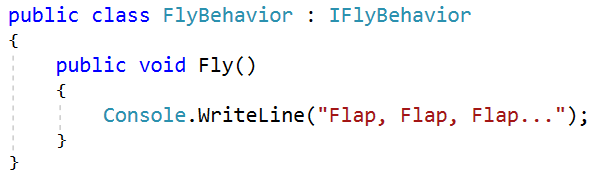 public class FlyBehavior : IFlyBehavior
{
    public void Fly()
    {
        Console.WriteLine("Flap, Flap, Flap...");
    }
}